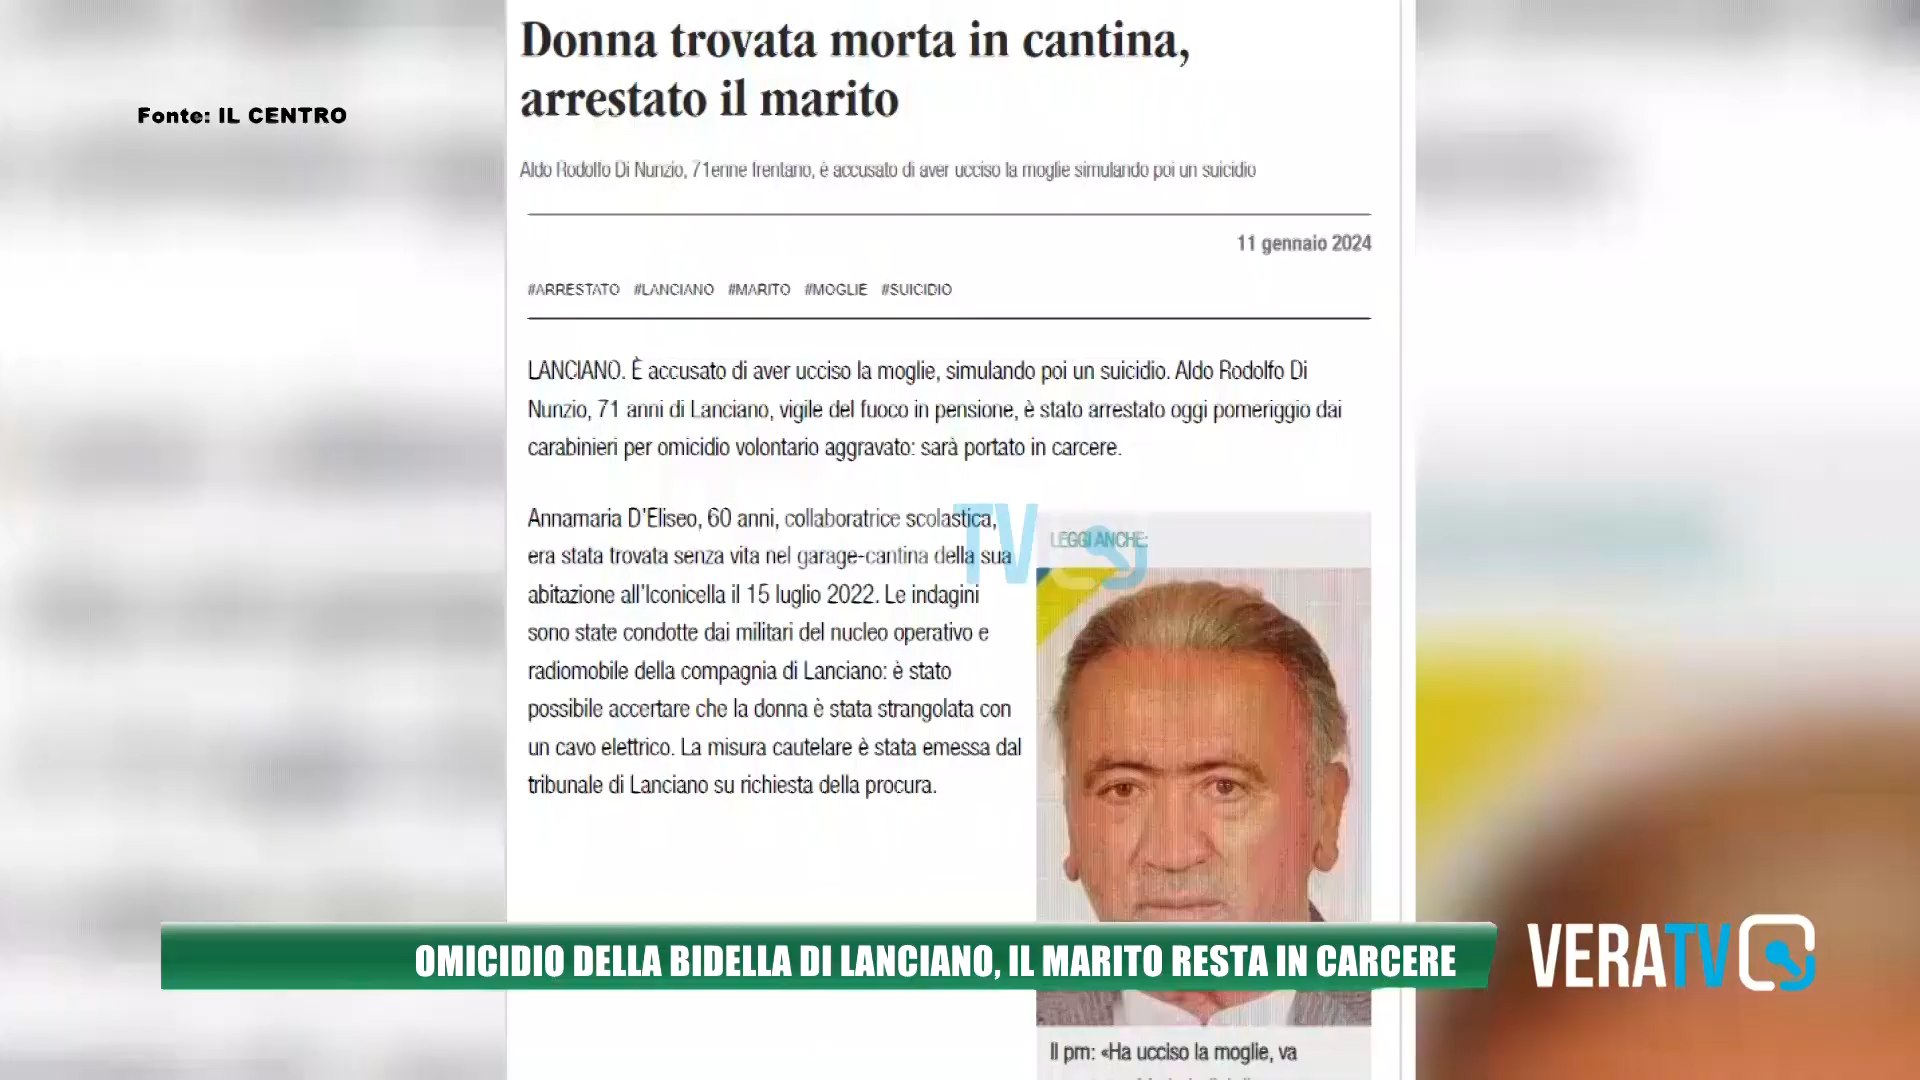 Donna trovata morta in cantina,
arrestato il marito
Fonte: IL CENTRO
Aldo Rodolfo Di Nunzio, 71enne frentano, è accusato di aver ucciso la moglie simulando poi un suicidio
11 gennaio 2024
#ARRESTATO #LANCIANO #MARITO #MOGLIE #SUICIDIO
LANCIANO. È accusato di aver ucciso la moglie, simulando poi un suicidio. Aldo Rodolfo Di
Nunzio, 71 anni di Lanciano, vigile del fuoco in pensione, è stato arrestato oggi pomeriggio dai
carabinieri per omicidio volontario aggravato: sarà portato in carcere.
Annamaria D'Eliseo, 60 anni, collaboratrice scolastica,
era stata trovata senza vita nel garage-cantina della sua
abitazione all'Iconicella il 15 luglio 2022. Le indagini
sono state condotte dai militari del nucleo operativo e
radiomobile della compagnia di Lanciano: è stato
possibile accertare che la donna è stata strangolata con
un cavo elettrico. La misura cautelare è stata emessa dal
tribunale di Lanciano su richiesta della procura.
TV
LEGGI ANCHE:
OMICIDIO DELLA BIDELLA DI LANCIANO, IL MARITO RESTA IN CARCERE
VERATV
Il pm: «Ha ucciso la moglie, va